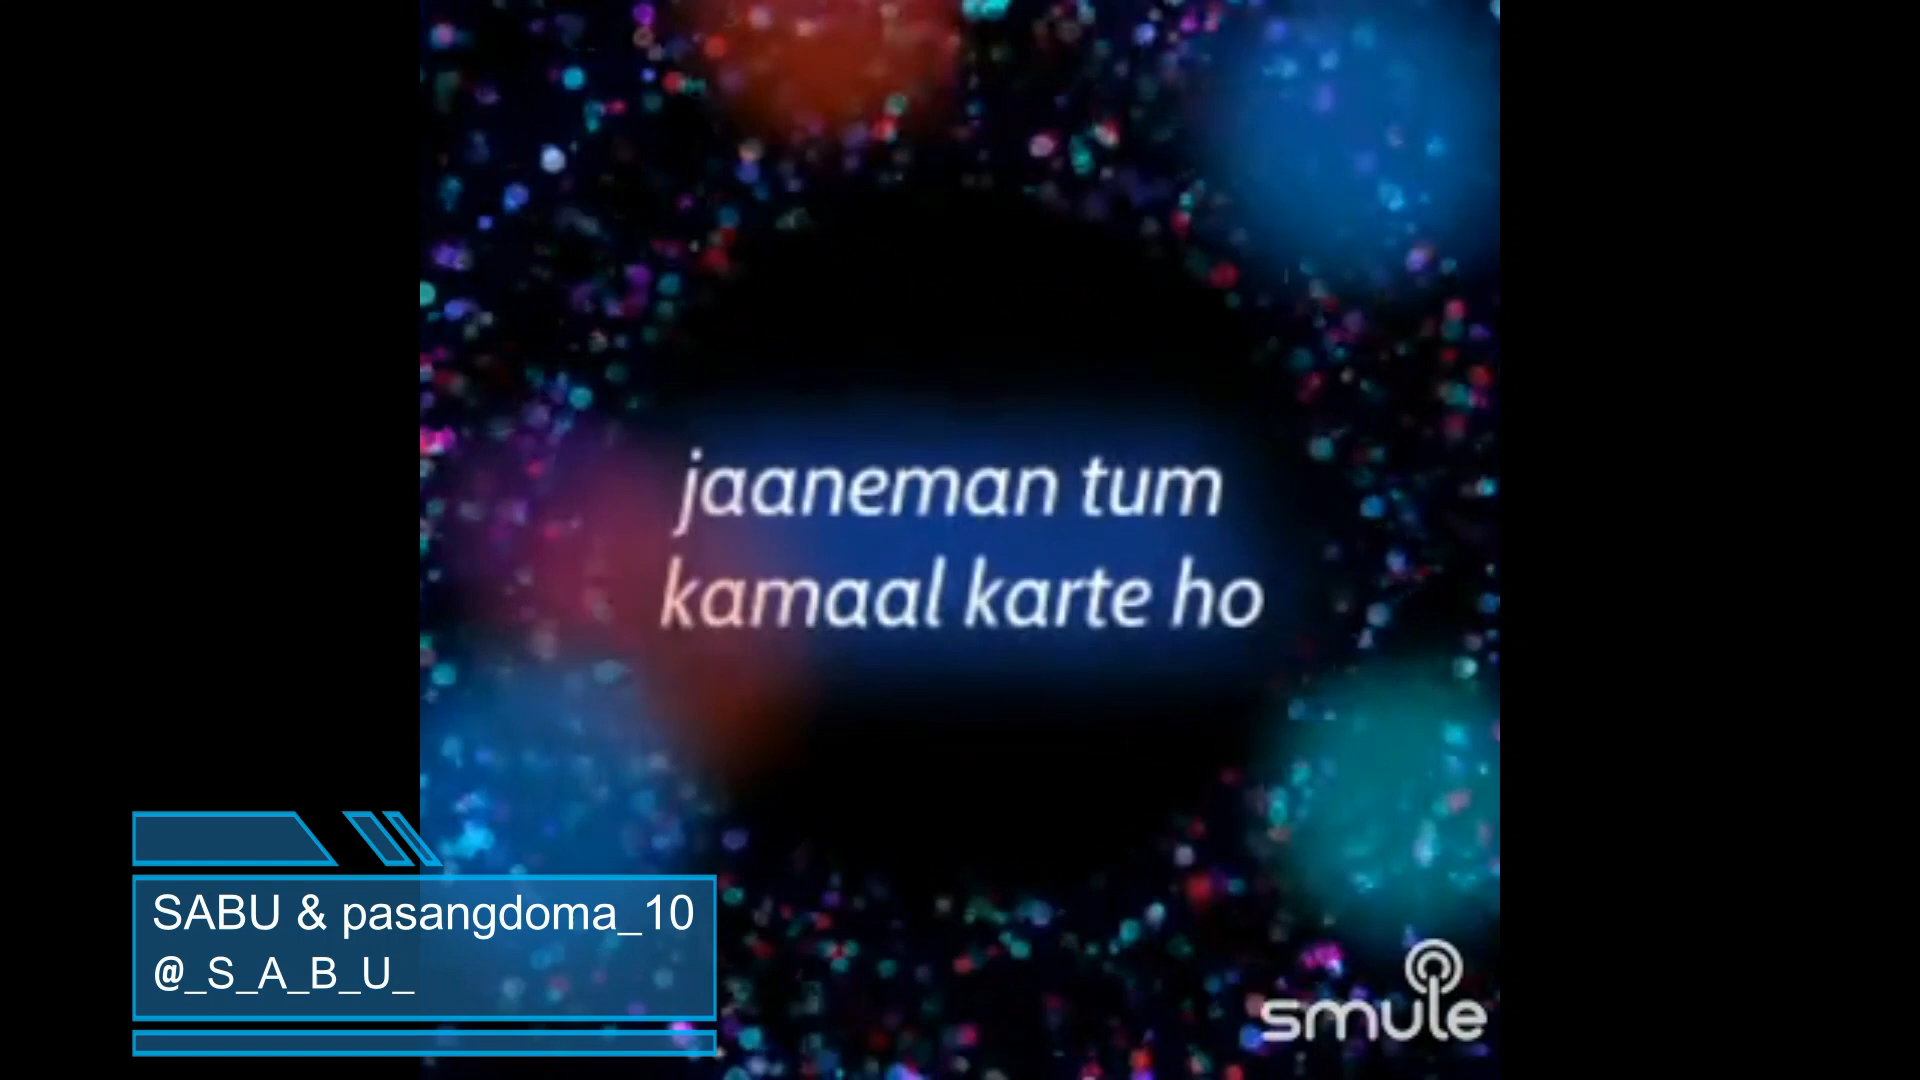 jaaneman tum
kamaal karte ho
SABU & pasangdoma_10
@_S_A_B_U_
smule